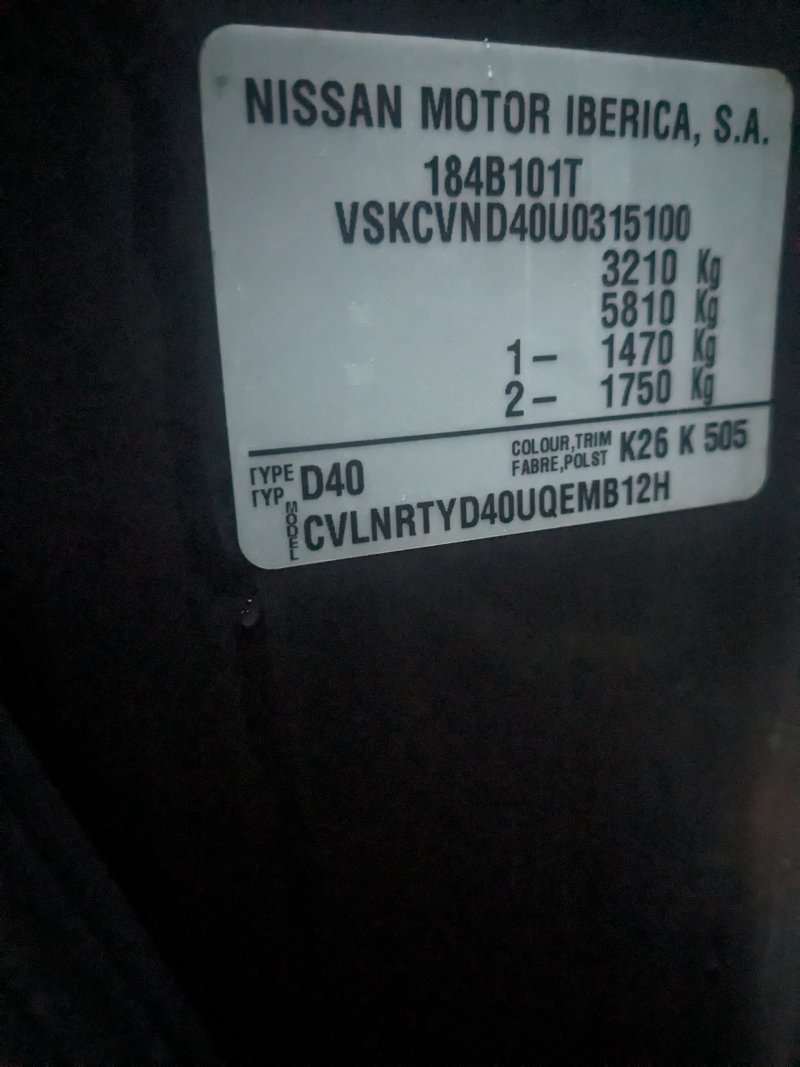 NISSAN MOTOR IBERICA, S.A.
184B101T
VSKCVND40U0315100
3210 Kg
5810 Kg
1- 1470 Kg
2- 1750 Kg
TYPE
TYP D40
COLOUR,TRIM
FABRE,POLST K26 K 505
MODEL CVLNRTYD40UQEMB12H